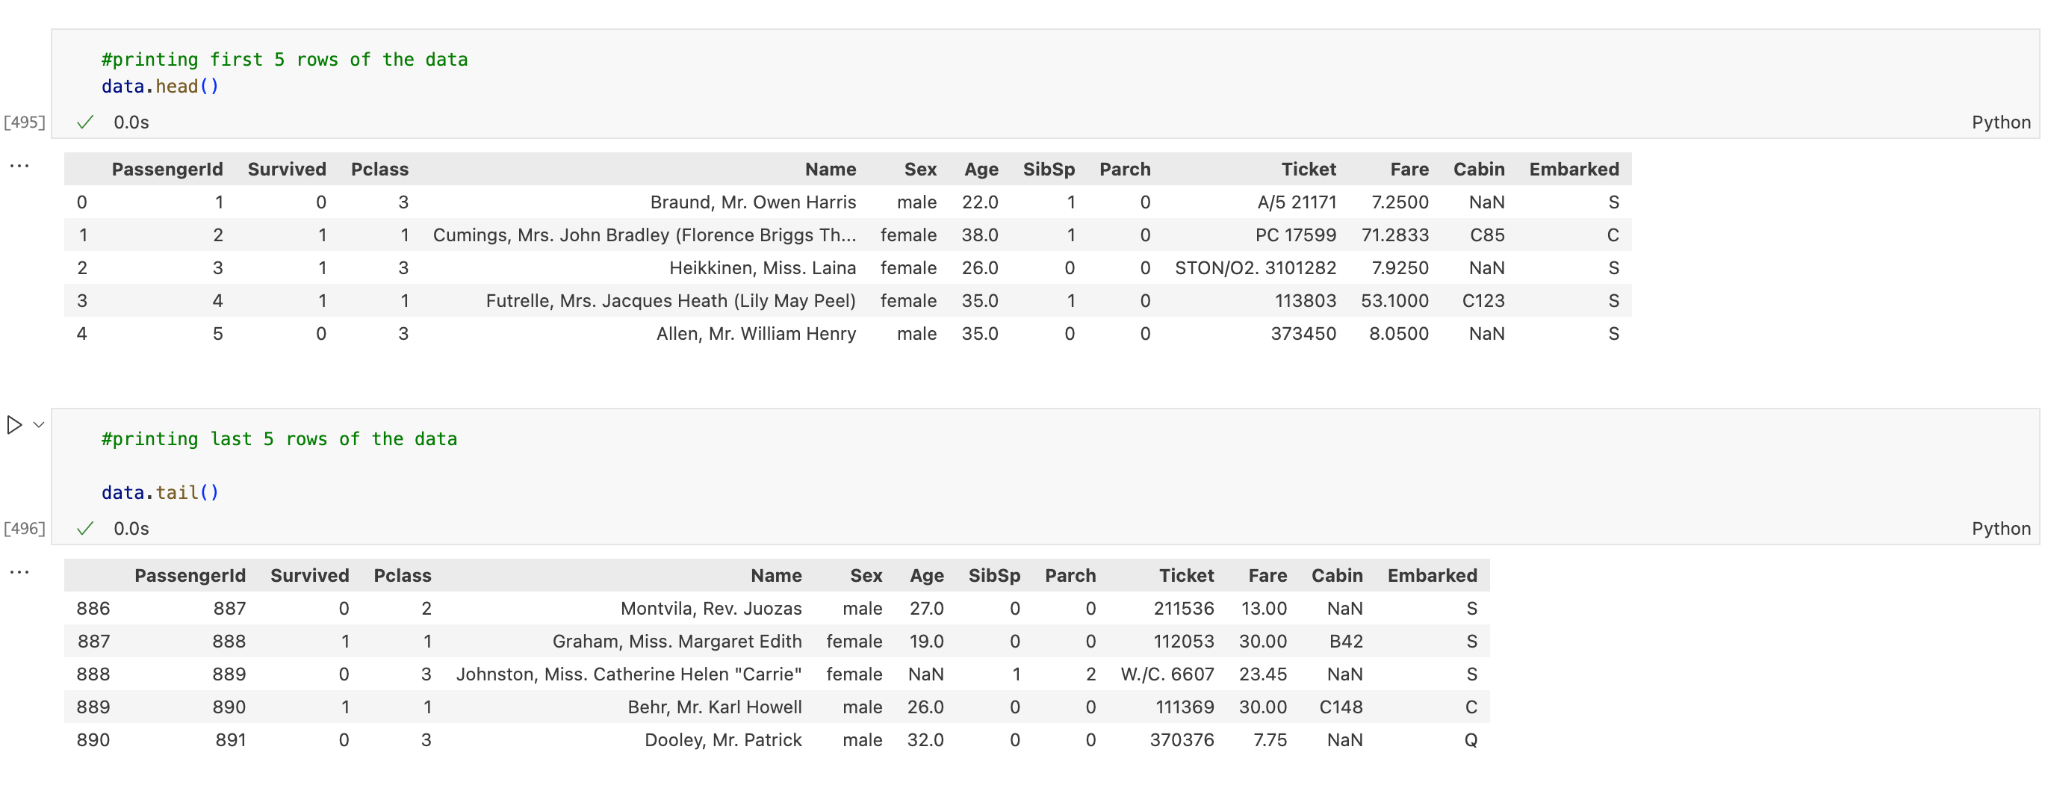 #printing first 5 rows of the data
data.head()
[495] 0.0s Python
... PassengerId Survived Pclass Name Sex Age SibSp Parch Ticket Fare Cabin Embarked
0 1 0 3 Braund, Mr. Owen Harris male 22.0 1 0 A/5 21171 7.2500 NaN S
1 2 1 1 Cumings, Mrs. John Bradley (Florence Briggs Th... female 38.0 1 0 PC 17599 71.2833 C85 C
2 3 1 3 Heikkinen, Miss. Laina female 26.0 0 0 STON/O2. 3101282 7.9250 NaN S
3 4 1 1 Futrelle, Mrs. Jacques Heath (Lily May Peel) female 35.0 1 0 113803 53.1000 C123 S
4 5 0 3 Allen, Mr. William Henry male 35.0 0 0 373450 8.0500 NaN S
#printing last 5 rows of the data
data.tail()
[496] 0.0s Python
... PassengerId Survived Pclass Name Sex Age SibSp Parch Ticket Fare Cabin Embarked
886 887 0 2 Montvila, Rev. Juozas male 27.0 0 0 211536 13.00 NaN S
887 888 1 1 Graham, Miss. Margaret Edith female 19.0 0 0 112053 30.00 B42 S
888 889 0 3 Johnston, Miss. Catherine Helen "Carrie" female NaN 1 2 W./C. 6607 23.45 NaN S
889 890 1 1 Behr, Mr. Karl Howell male 26.0 0 0 111369 30.00 C148 C
890 891 0 3 Dooley, Mr. Patrick male 32.0 0 0 370376 7.75 NaN Q